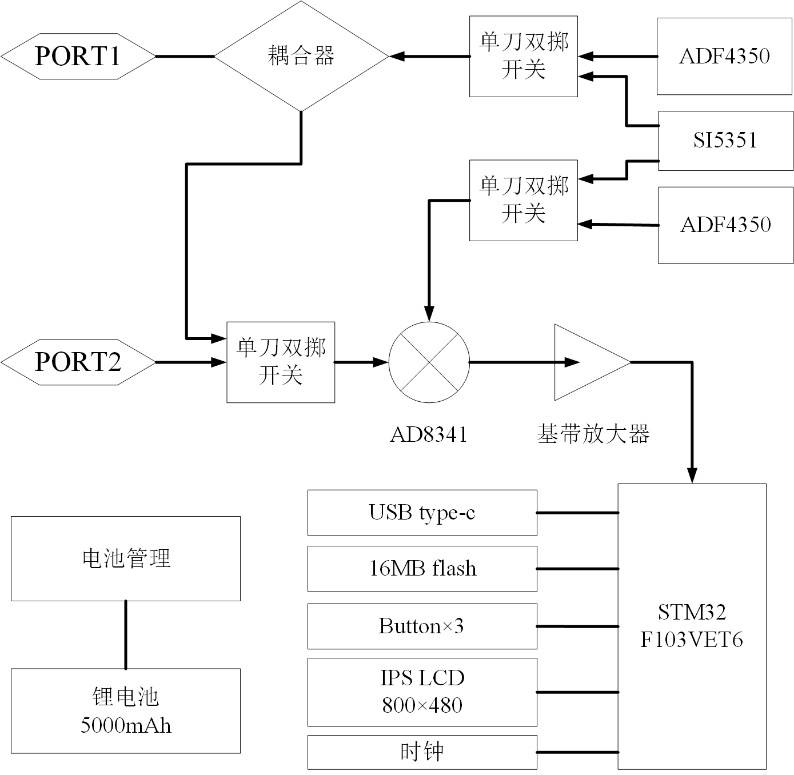 PORT1
耦合器
单刀双掷
开关
ADF4350
SI5351
单刀双掷
开关
ADF4350
PORT2
单刀双掷
开关
AD8341
基带放大器
USB type-c
16MB flash
Button×3
IPS LCD
800×480
时钟
STM32
F103VET6
电池管理
锂电池
5000mAh